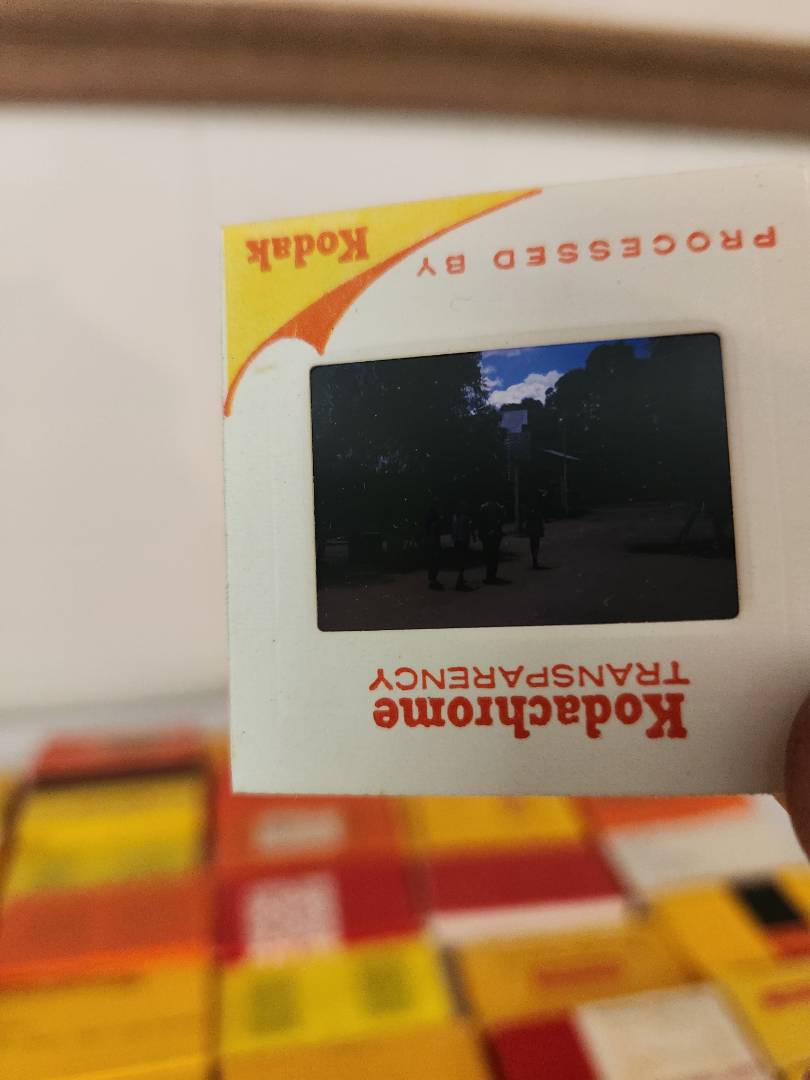 Kodachrome
TRANSPARENCY
PROCESSED BY
Kodak